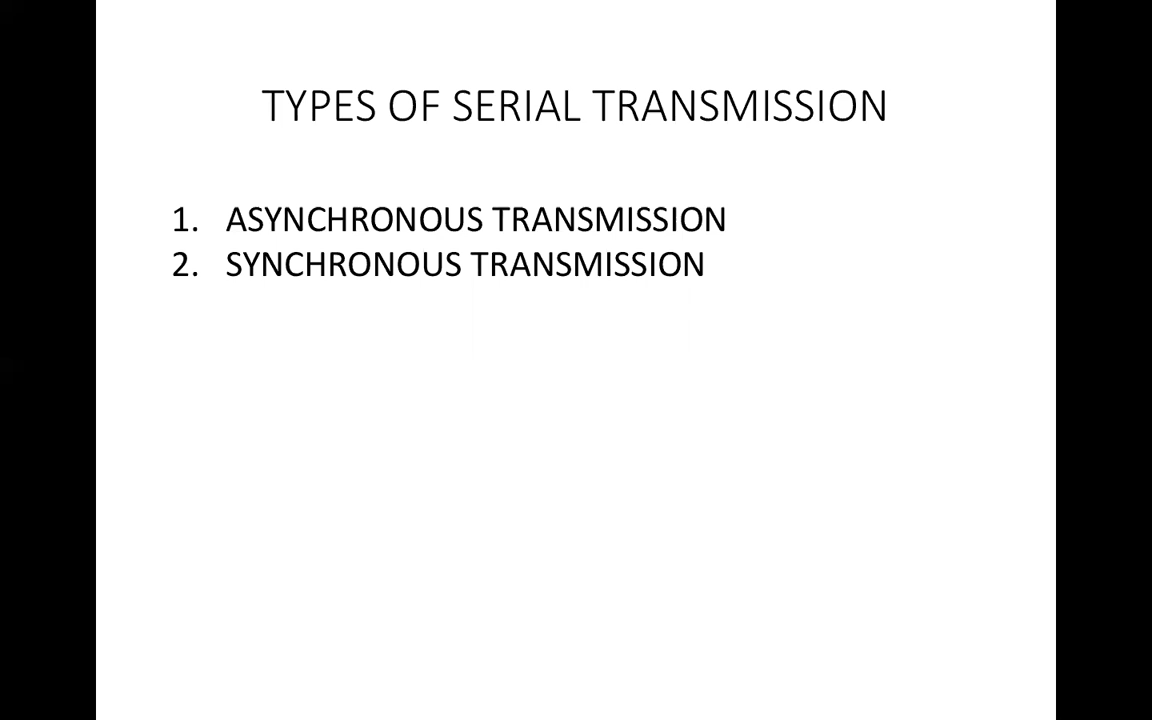 TYPES OF SERIAL TRANSMISSION
1. ASYNCHRONOUS TRANSMISSION
2. SYNCHRONOUS TRANSMISSION